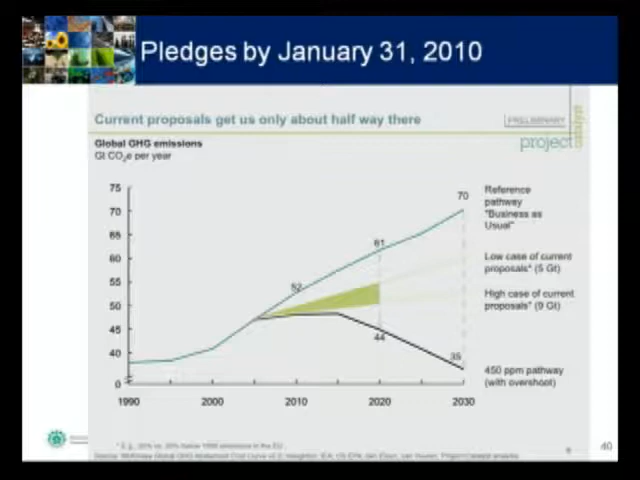 Pledges by January 31, 2010
Current proposals get us only about half way there
PRELIMINARY
project
catalyst
Global GHG emissions
Gt CO2e per year
75
70
65
60
55
50
45
40
0
1990
2000
2010
2020
2030
52
61
70
44
35
Reference
pathway
"Business as
Usual"
Low case of current
proposals* (5 Gt)
High case of current
proposals* (9 Gt)
450 ppm pathway
(with overshoot)
40